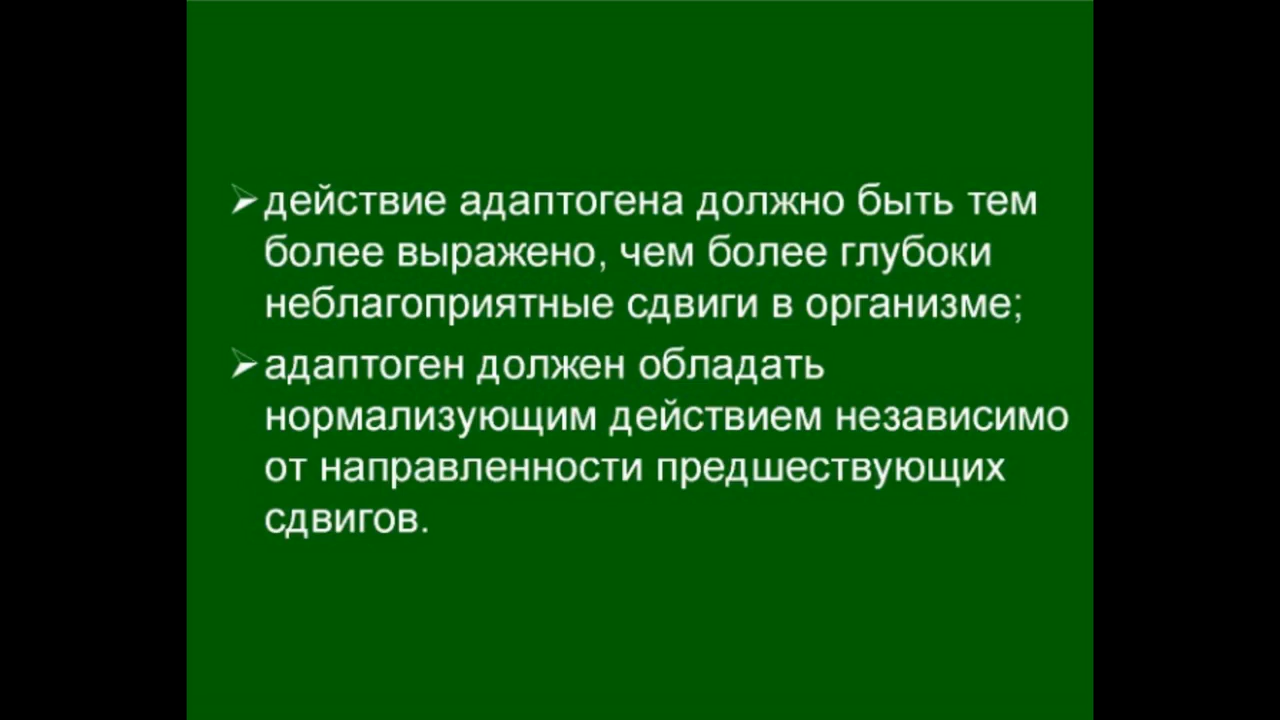 ➢действие адаптогена должно быть тем
более выражено, чем более глубоки
неблагоприятные сдвиги в организме;
➢адаптоген должен обладать
нормализующим действием независимо
от направленности предшествующих
сдвигов.